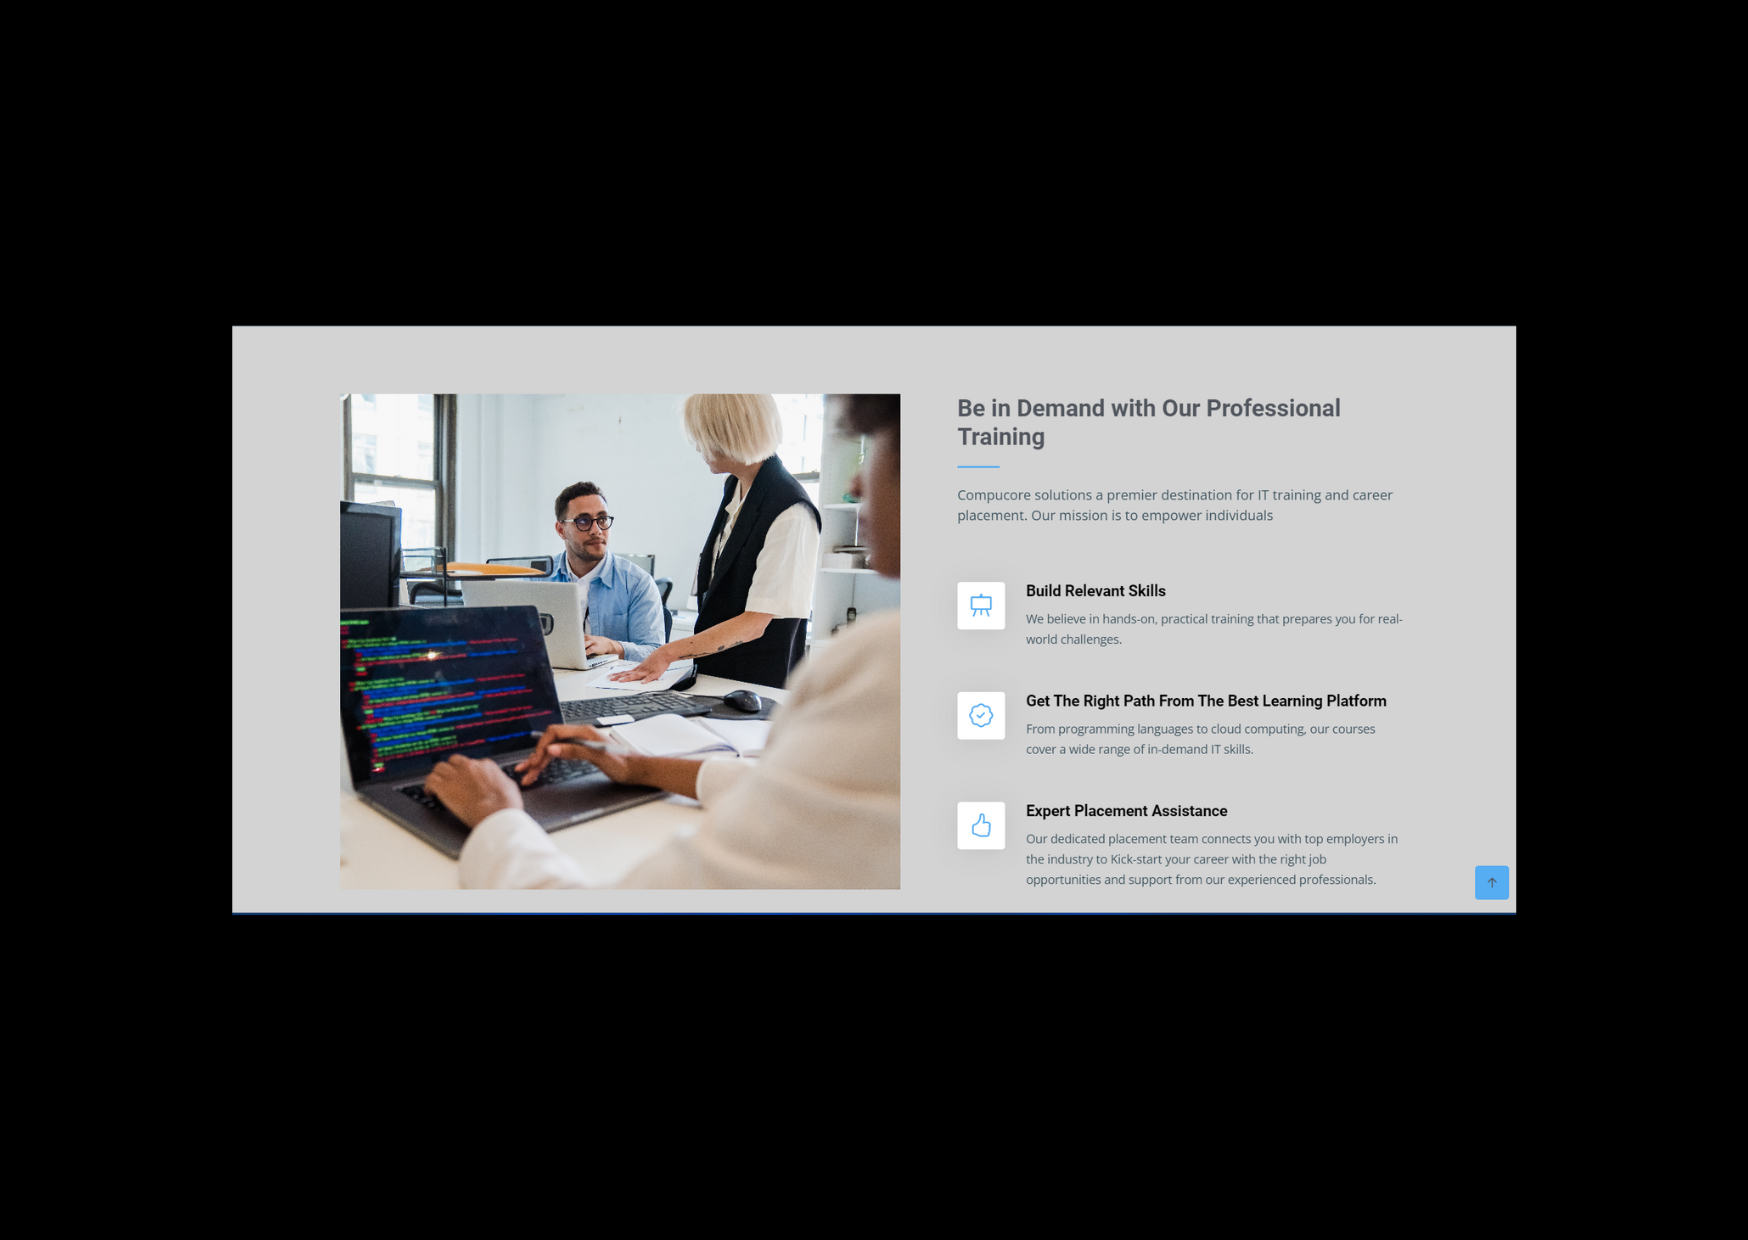 Be in Demand with Our Professional
Training
Compucore solutions a premier destination for IT training and career
placement. Our mission is to empower individuals
Build Relevant Skills
We believe in hands-on, practical training that prepares you for real-
world challenges.
Get The Right Path From The Best Learning Platform
From programming languages to cloud computing, our courses
cover a wide range of in-demand IT skills.
Expert Placement Assistance
Our dedicated placement team connects you with top employers in
the industry to Kick-start your career with the right job
opportunities and support from our experienced professionals.